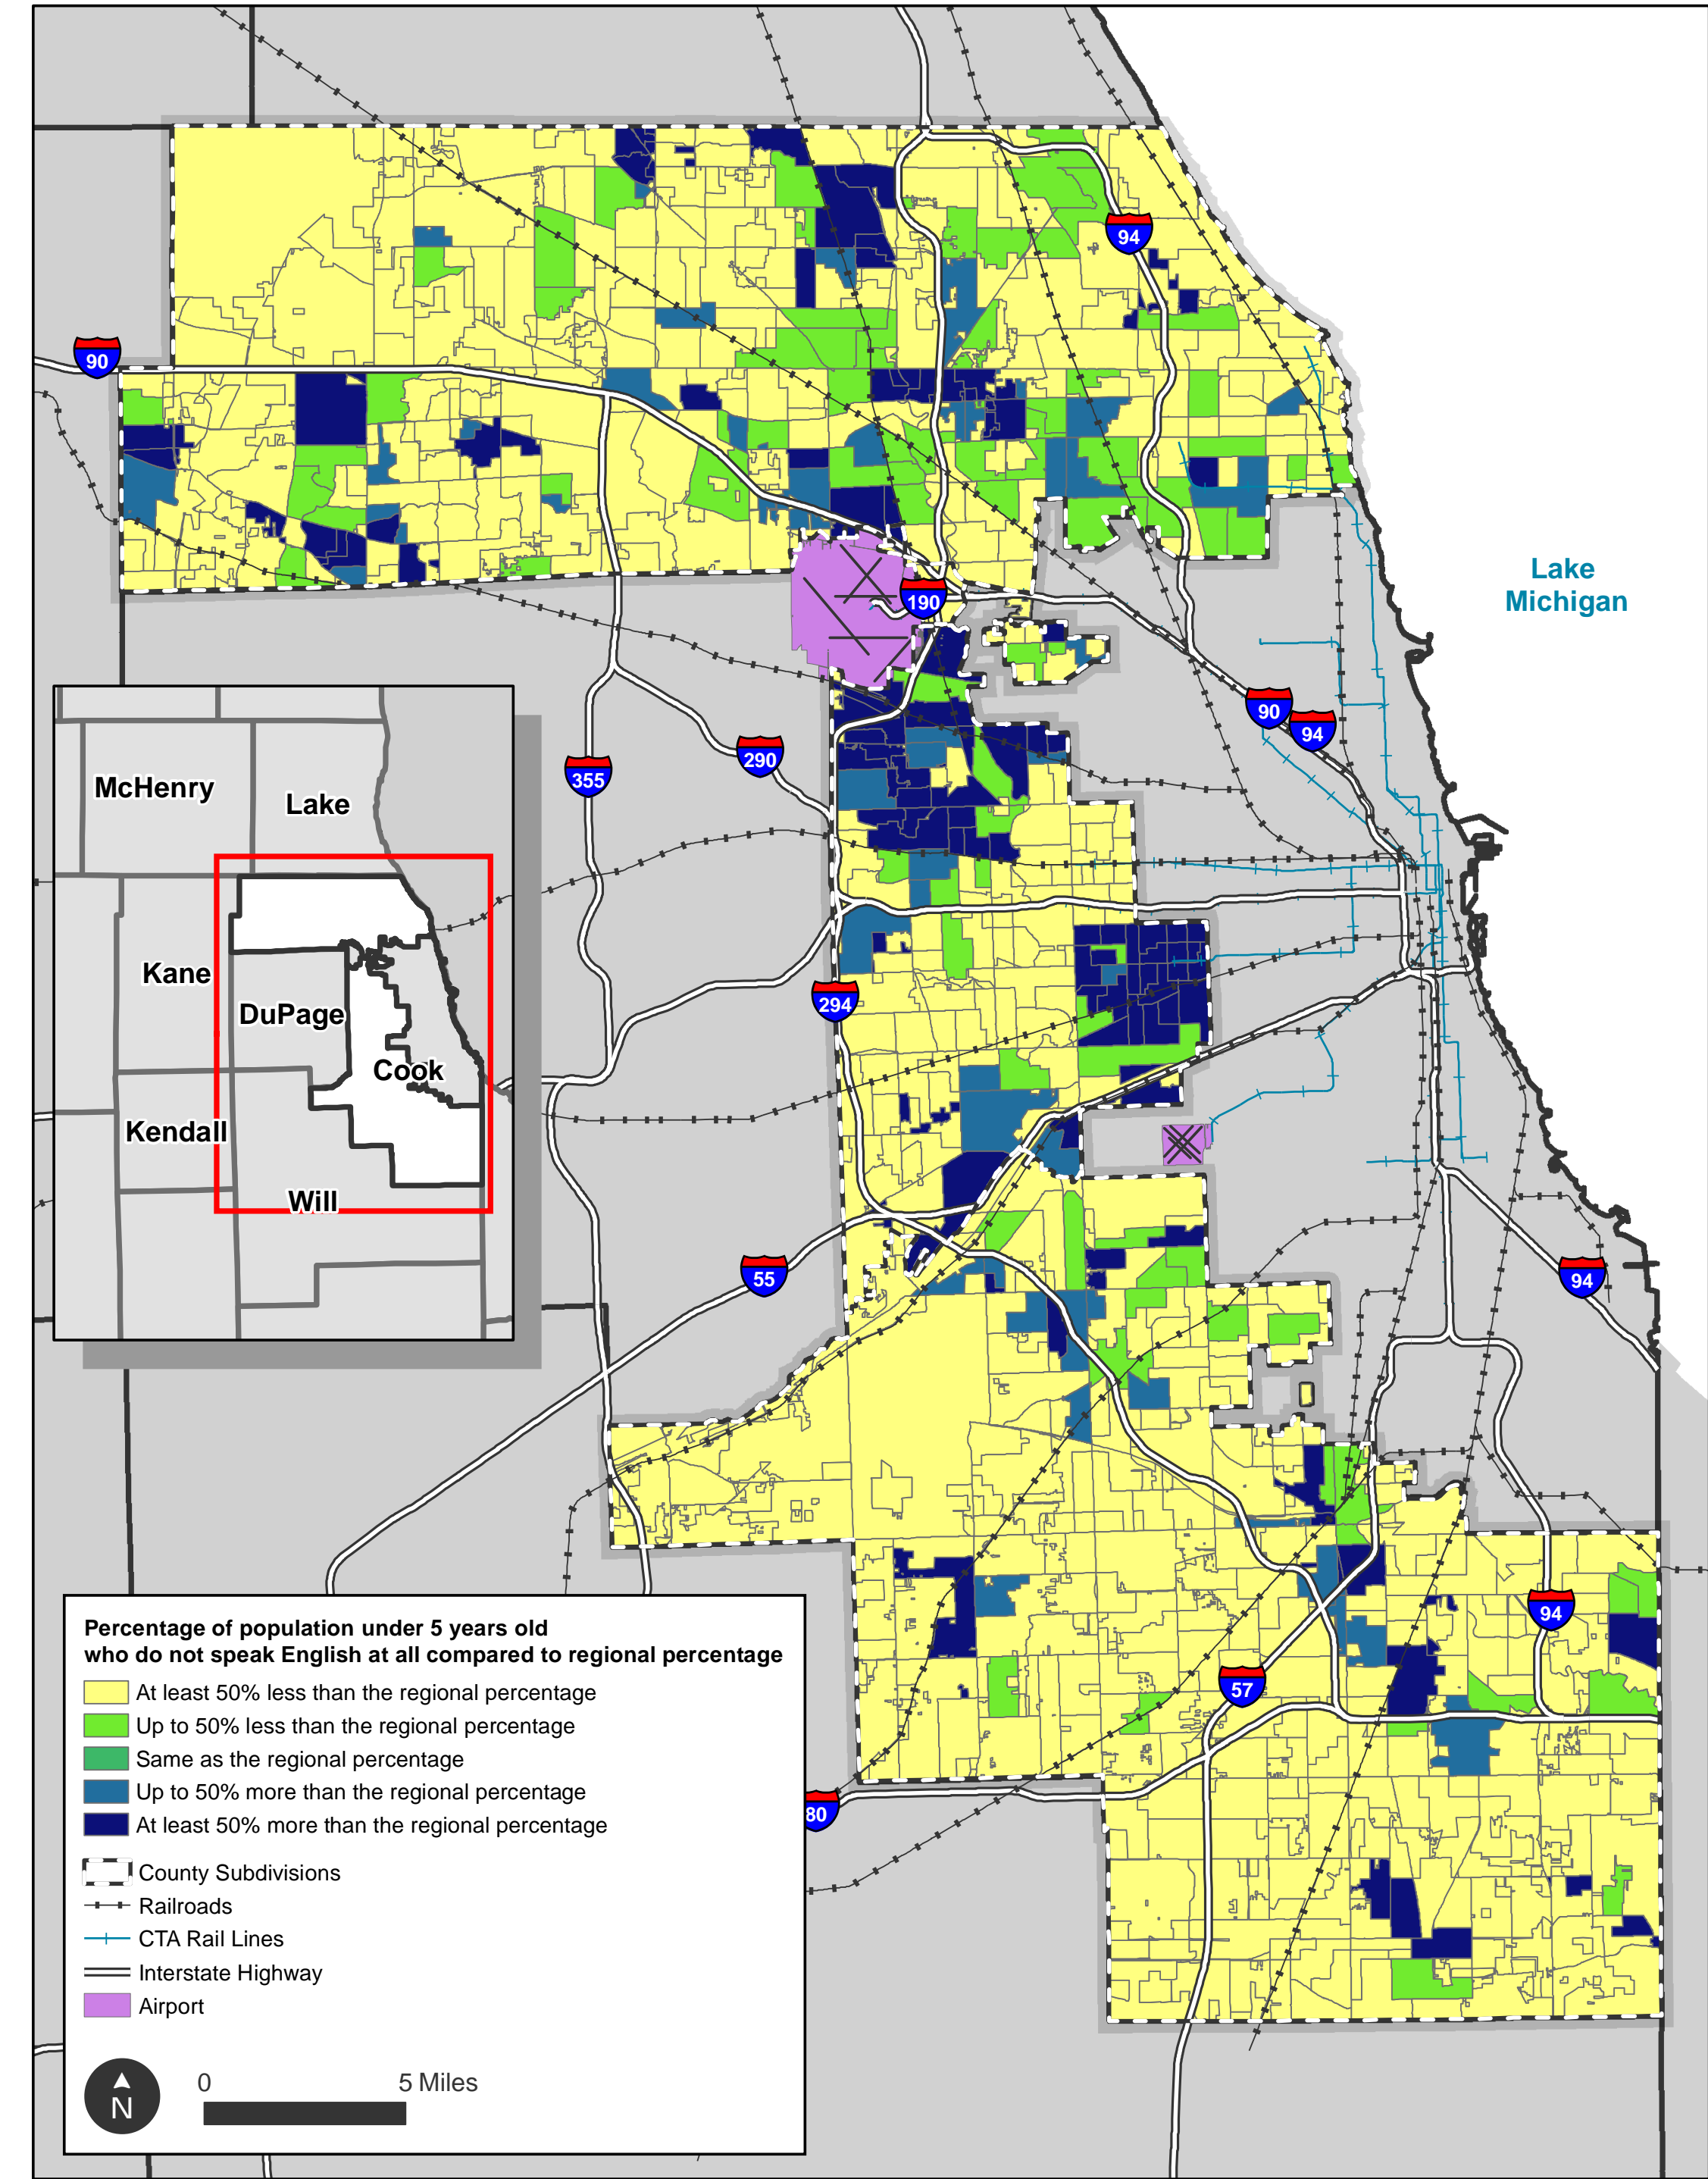 94
90
190
Lake
Michigan
90
94
290
355
McHenry
Lake
Kane
DuPage
Cook
Kendall
Will
294
55
94
94
57
80
Percentage of population under 5 years old
who do not speak English at all compared to regional percentage
At least 50% less than the regional percentage
Up to 50% less than the regional percentage
Same as the regional percentage
Up to 50% more than the regional percentage
At least 50% more than the regional percentage
County Subdivisions
Railroads
CTA Rail Lines
Interstate Highway
Airport
N
0 5 Miles